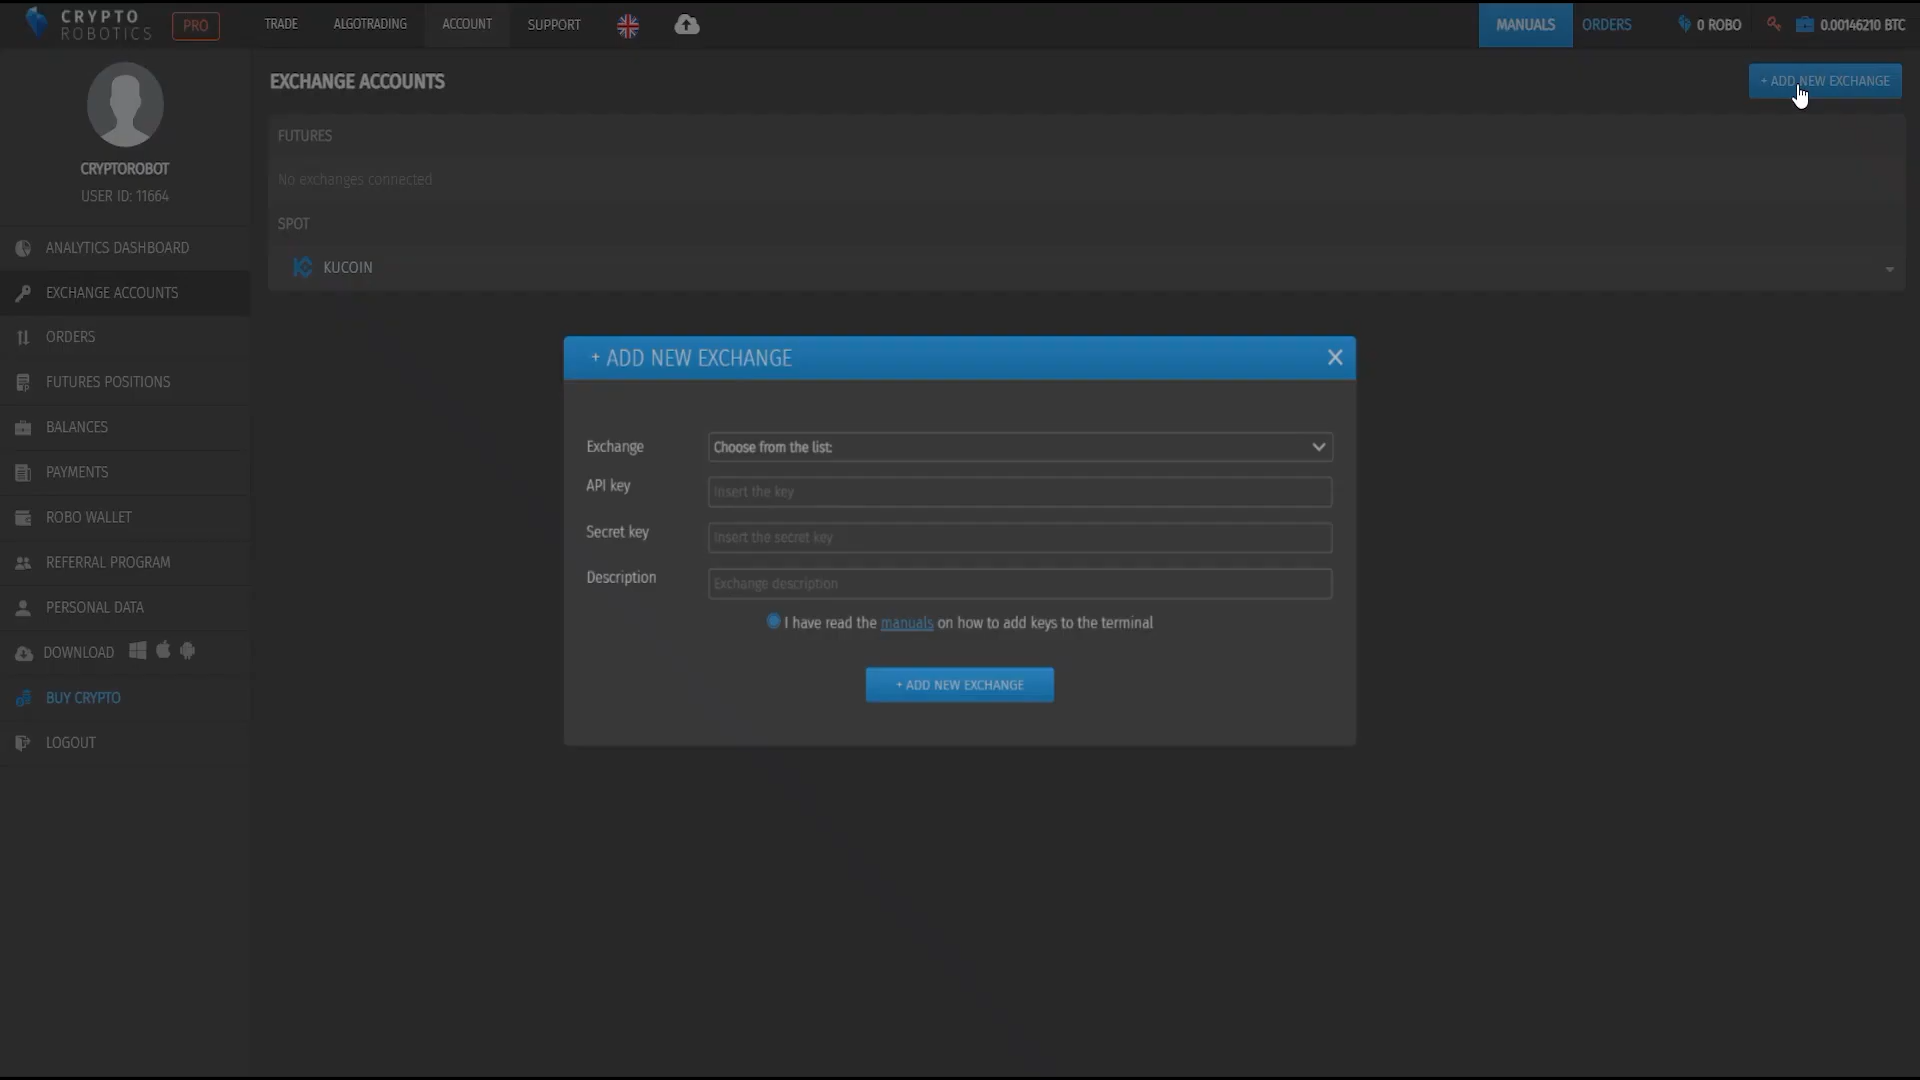 CRYPTO
ROBOTICS
PRO
TRADE
ALGOTRADING
ACCOUNT
SUPPORT
MANUALS
ORDERS
0 ROBO
0.00146210 BTC
CRYPTOROBOT
USER ID: 11664
ANALYTICS DASHBOARD
EXCHANGE ACCOUNTS
ORDERS
FUTURES POSITIONS
BALANCES
PAYMENTS
ROBO WALLET
REFERRAL PROGRAM
PERSONAL DATA
DOWNLOAD
BUY CRYPTO
LOGOUT
EXCHANGE ACCOUNTS
+ ADD NEW EXCHANGE
FUTURES
No exchanges connected
SPOT
KUCOIN
+ ADD NEW EXCHANGE
Exchange
Choose from the list:
API key
Insert the key
Secret key
Insert the secret key
Description
Exchange description
I have read the manuals on how to add keys to the terminal
+ ADD NEW EXCHANGE